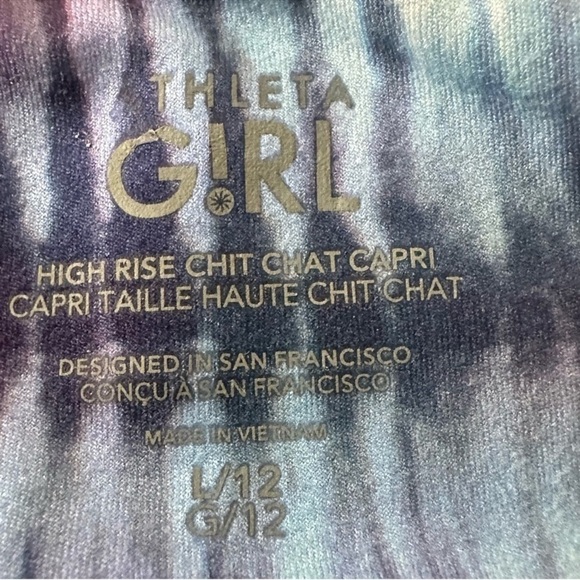 ATHLETA
G!RL
HIGH RISE CHIT CHAT CAPRI
CAPRI TAILLE HAUTE CHIT CHAT
DESIGNED IN SAN FRANCISCO
CONÇU À SAN FRANCISCO
MADE IN VIETNAM
L/12
G/12